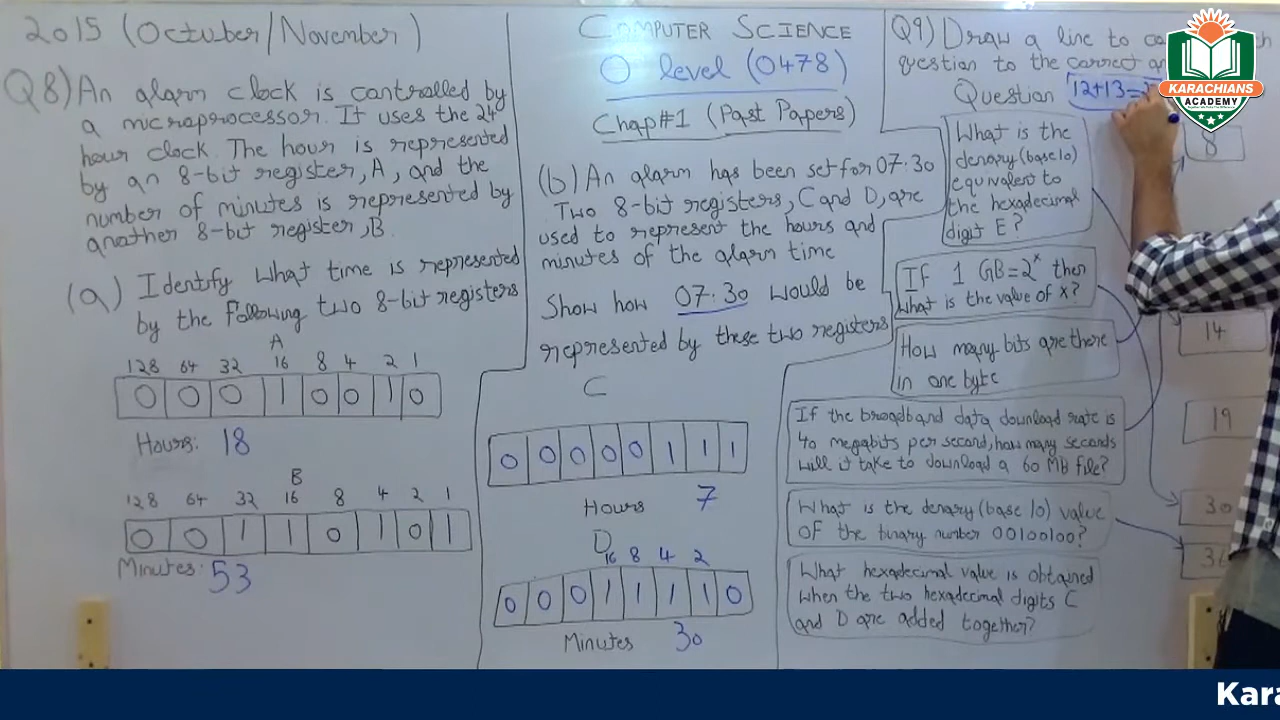 2015 (October/November)
Q8) An alarm clock is controlled by
a microprocessor. It uses the 24
hour clock. The hour is represented
by an 8-bit register, A, and the
number of minutes is represented by
another 8-bit register, B.
(a) Identify what time is represented
by the following two 8-bit registers
A
128 64 32 16 8 4 2 1
0 0 0 1 0 0 1 0
Hours: 18
B
128 64 32 16 8 4 2 1
0 0 1 1 0 1 0 1
Minutes: 53
COMPUTER SCIENCE
O level (0478)
Chap#1 (Past Papers)
(b) An alarm has been set for 07:30
Two 8-bit registers, C and D, are
used to represent the hours and
minutes of the alarm time
Show how 07:30 would be
represented by these two registers
C
0 0 0 0 0 1 1 1
Hours 7
D
16 8 4 2
0 0 0 1 1 1 1 0
Minutes 30
Q9) Draw a line to
question to the correct
Question 12+13=
What is the
denary (base 10)
equivalent to
the hexadecimal
digit E?
If 1 GB=2^x then
what is the value of x?
How many bits are there
in one byte
If the broadband data download rate is
40 megabits per second, how many seconds
will it take to download a 60 MB file?
What is the denary (base 10) value
of the binary number 00100100?
What hexadecimal value is obtained
when the two hexadecimal digits C
and D are added together?
8
14
19
30
KARACHIANS
ACADEMY
Kara